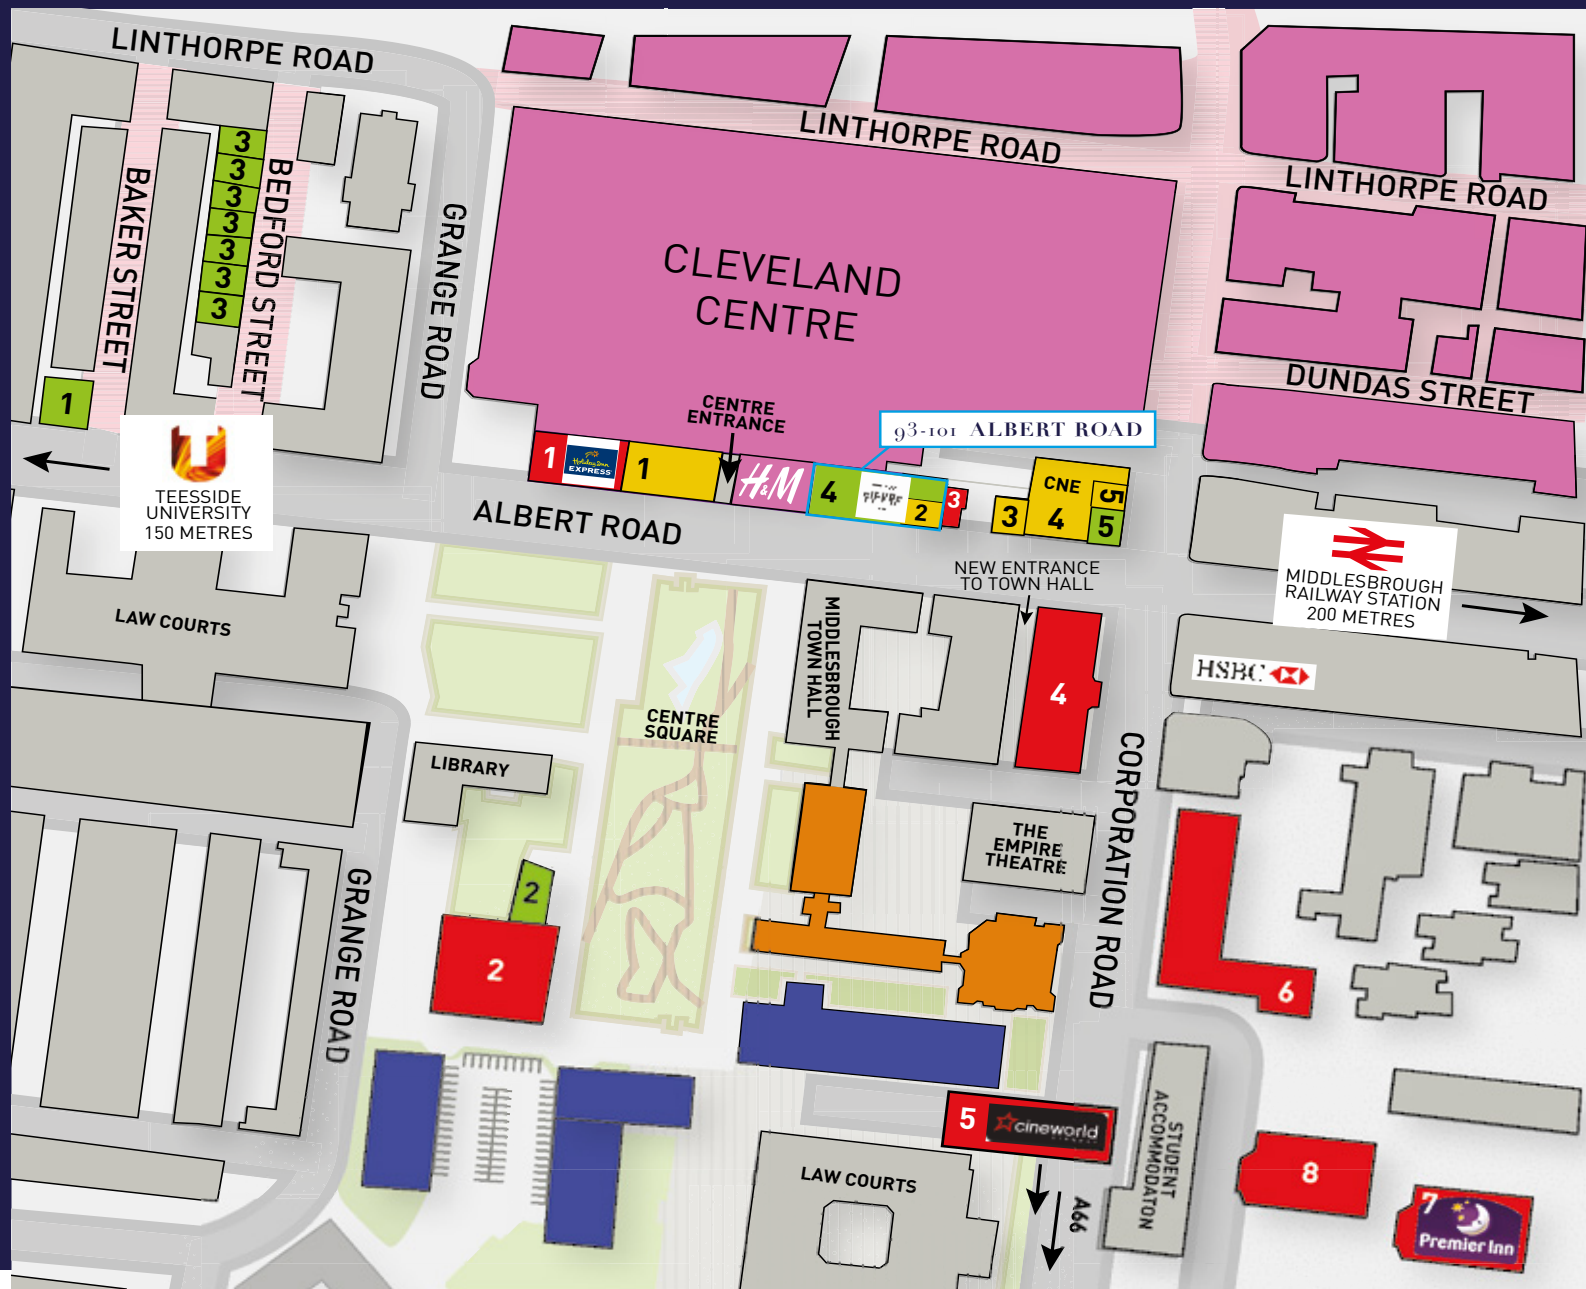 LINTHORPE ROAD
LINTHORPE ROAD
LINTHORPE ROAD
BAKER STREET
BEDFORD STREET
3
3
3
3
3
3
3
1
GRANGE ROAD
CLEVELAND
CENTRE
DUNDAS STREET
CENTRE
ENTRANCE
93-101 ALBERT ROAD
TEESSIDE
UNIVERSITY
150 METRES
1
Holiday Inn
EXPRESS
1
H&M
4
2
3
3
CNE
4
5
5
ALBERT ROAD
NEW ENTRANCE
TO TOWN HALL
MIDDLESBROUGH
RAILWAY STATION
200 METRES
LAW COURTS
MIDDLESBROUGH
TOWN HALL
4
HSBC
CENTRE
SQUARE
LIBRARY
CORPORATION ROAD
THE
EMPIRE
THEATRE
GRANGE ROAD
2
2
6
5
cineworld
STUDENT
ACCOMMODATON
LAW COURTS
A66
8
7
Premier Inn